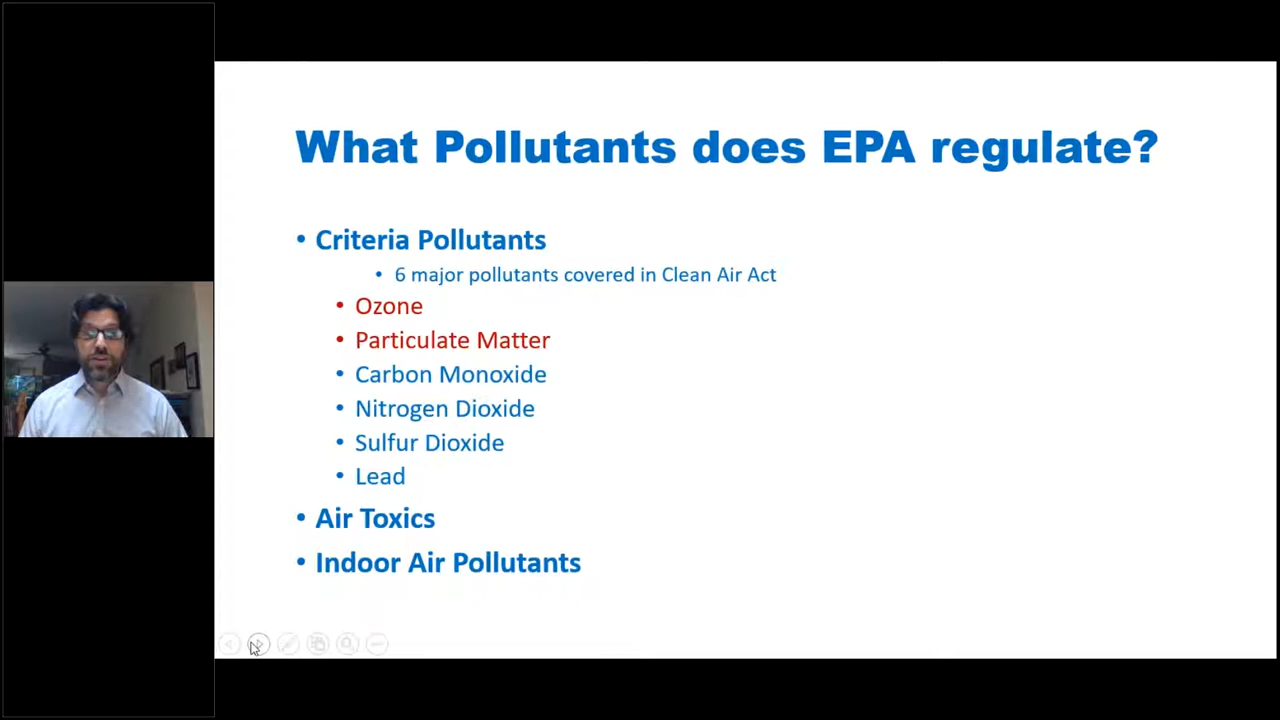 What Pollutants does EPA regulate?
• Criteria Pollutants
• 6 major pollutants covered in Clean Air Act
• Ozone
• Particulate Matter
• Carbon Monoxide
• Nitrogen Dioxide
• Sulfur Dioxide
• Lead
• Air Toxics
• Indoor Air Pollutants